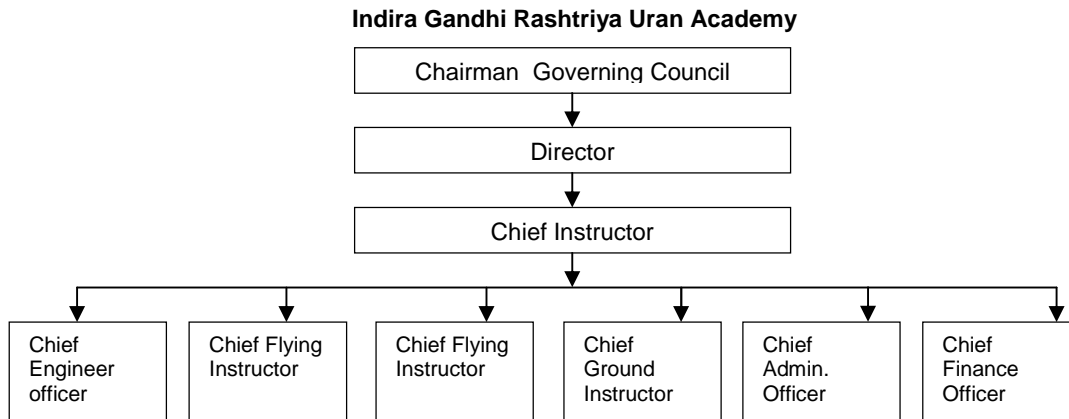 Indira Gandhi Rashtriya Uran Academy
Chairman Governing Council
Director
Chief Instructor
Chief
Engineer
officer
Chief Flying
Instructor
Chief Flying
Instructor
Chief
Ground
Instructor
Chief
Admin.
Officer
Chief
Finance
Officer